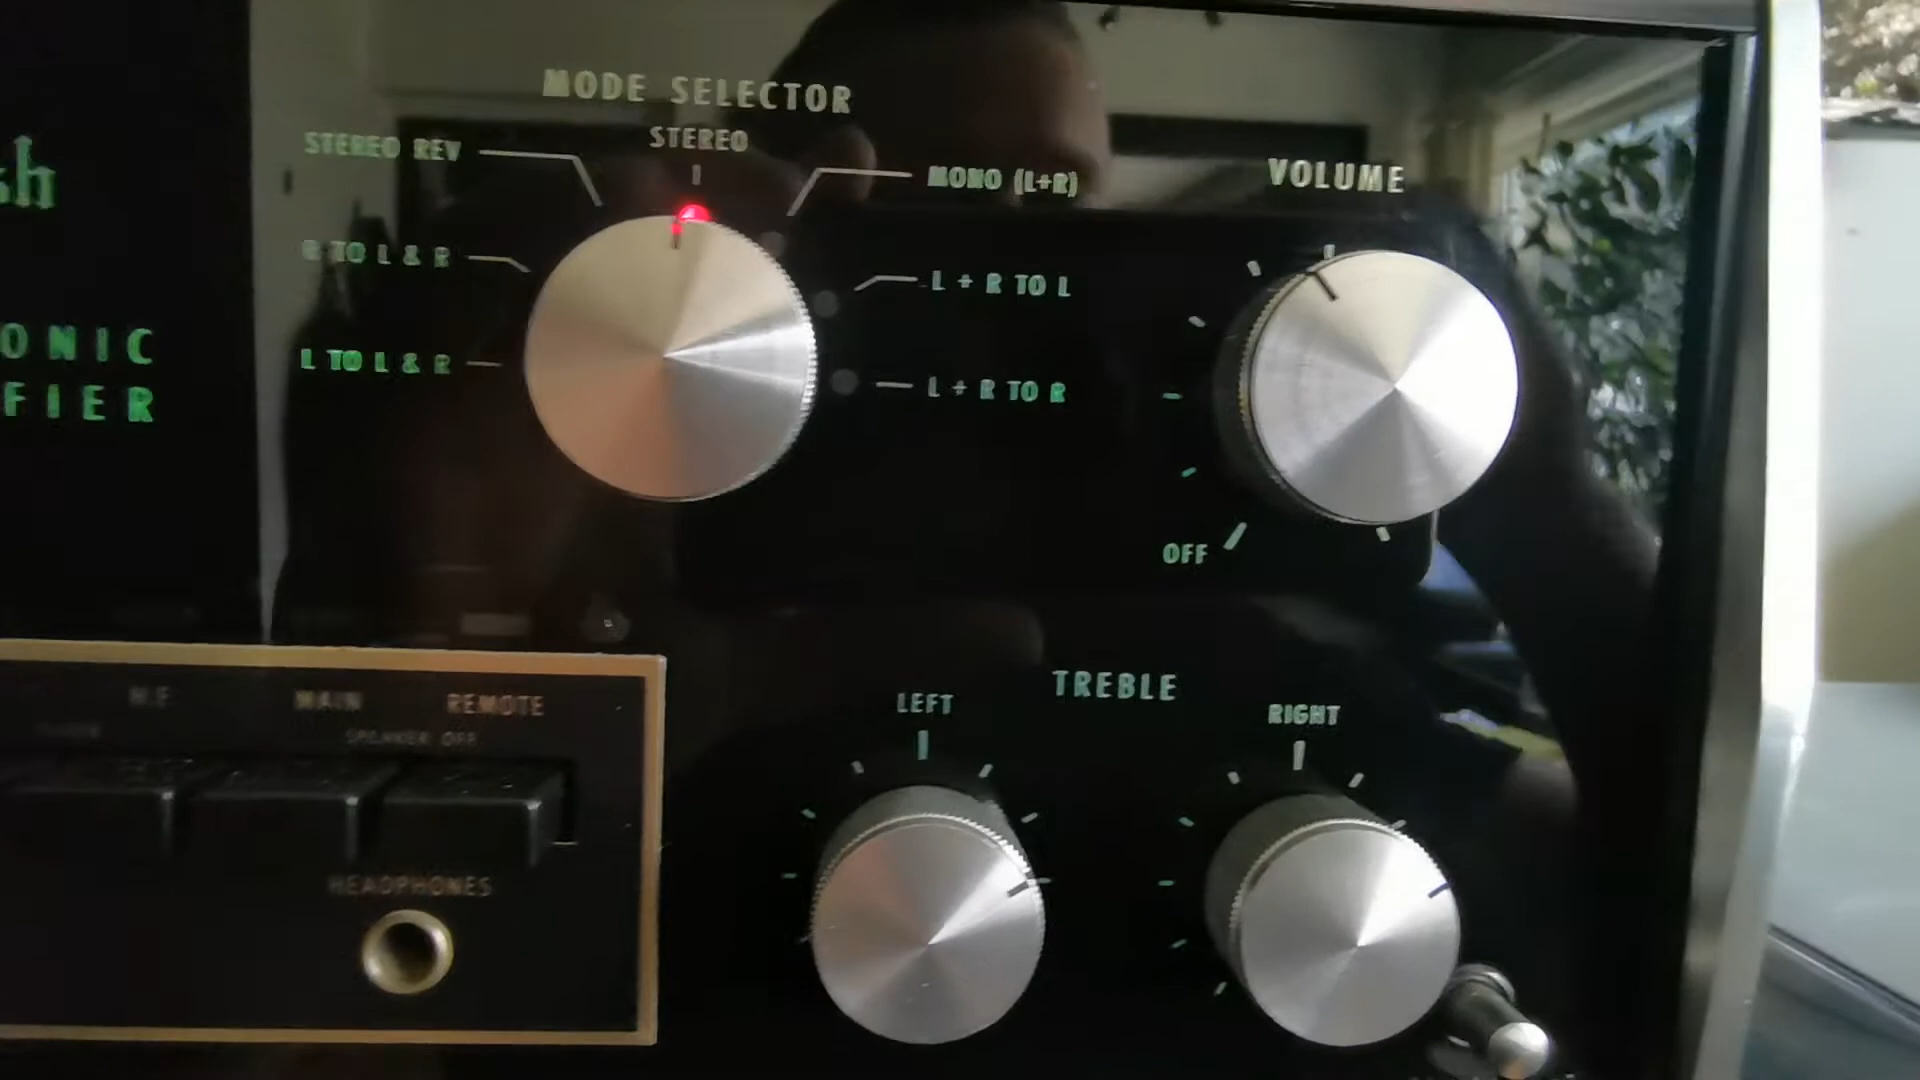 MODE SELECTOR
STEREO
STEREO REV
MONO (L+R)
VOLUME
R TO L & R
L + R TO L
L TO L & R
L + R TO R
ONIC
FIER
OFF
MAIN
REMOTE
SPEAKER OFF
TREBLE
LEFT
RIGHT
HEADPHONES